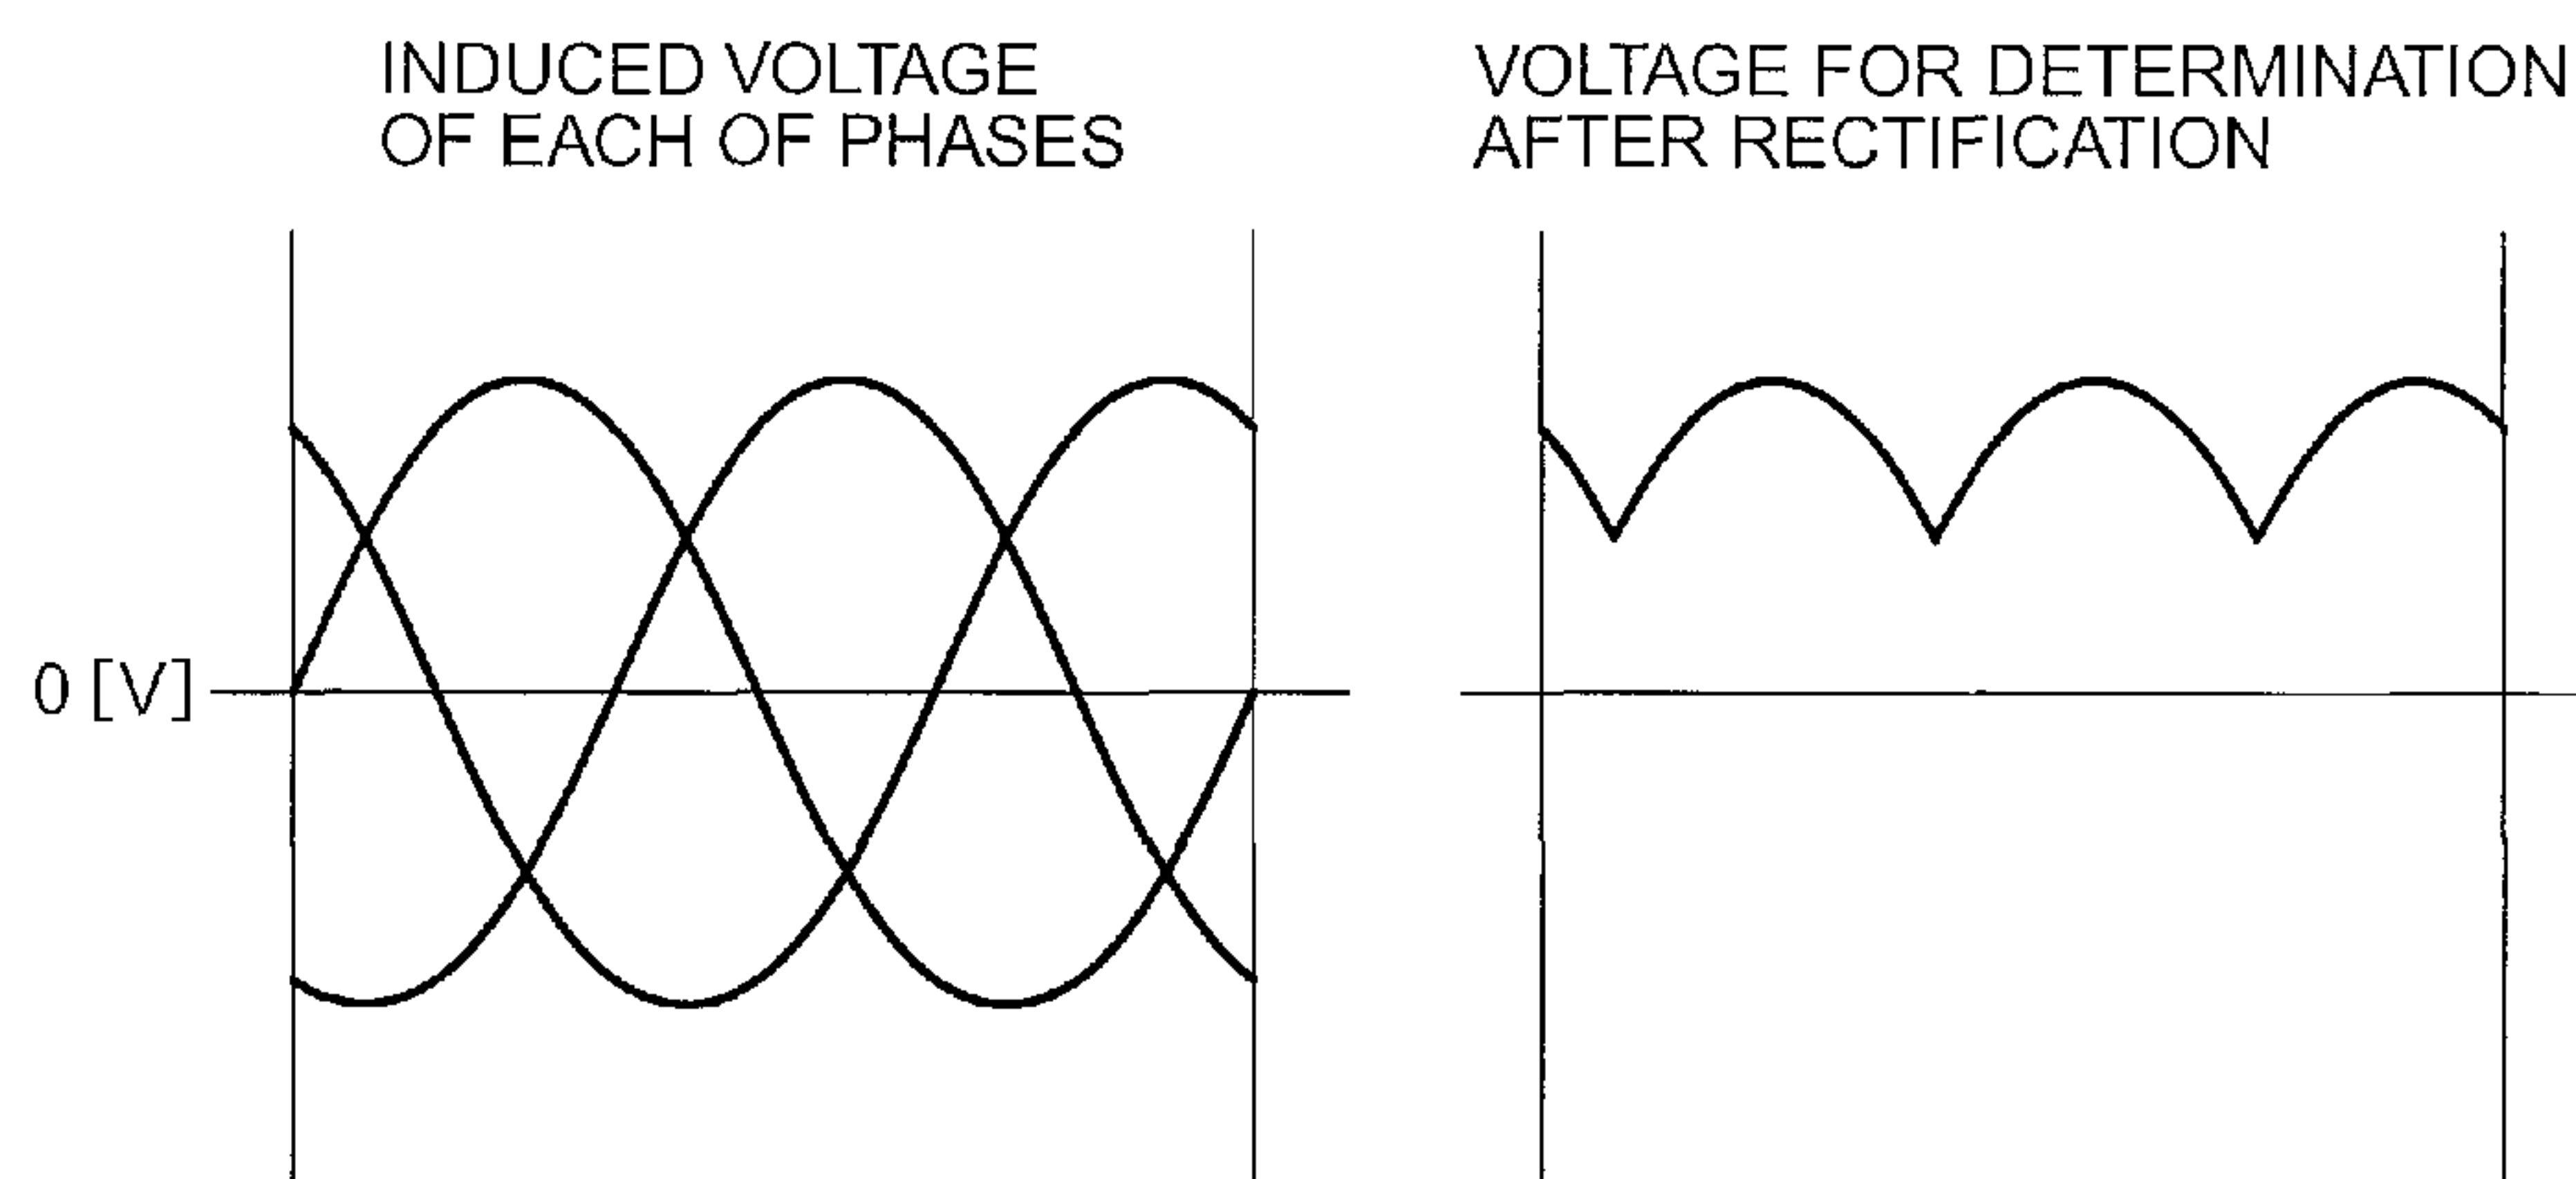 INDUCED VOLTAGE
OF EACH OF PHASES
VOLTAGE FOR DETERMINATION
AFTER RECTIFICATION
0 [V]